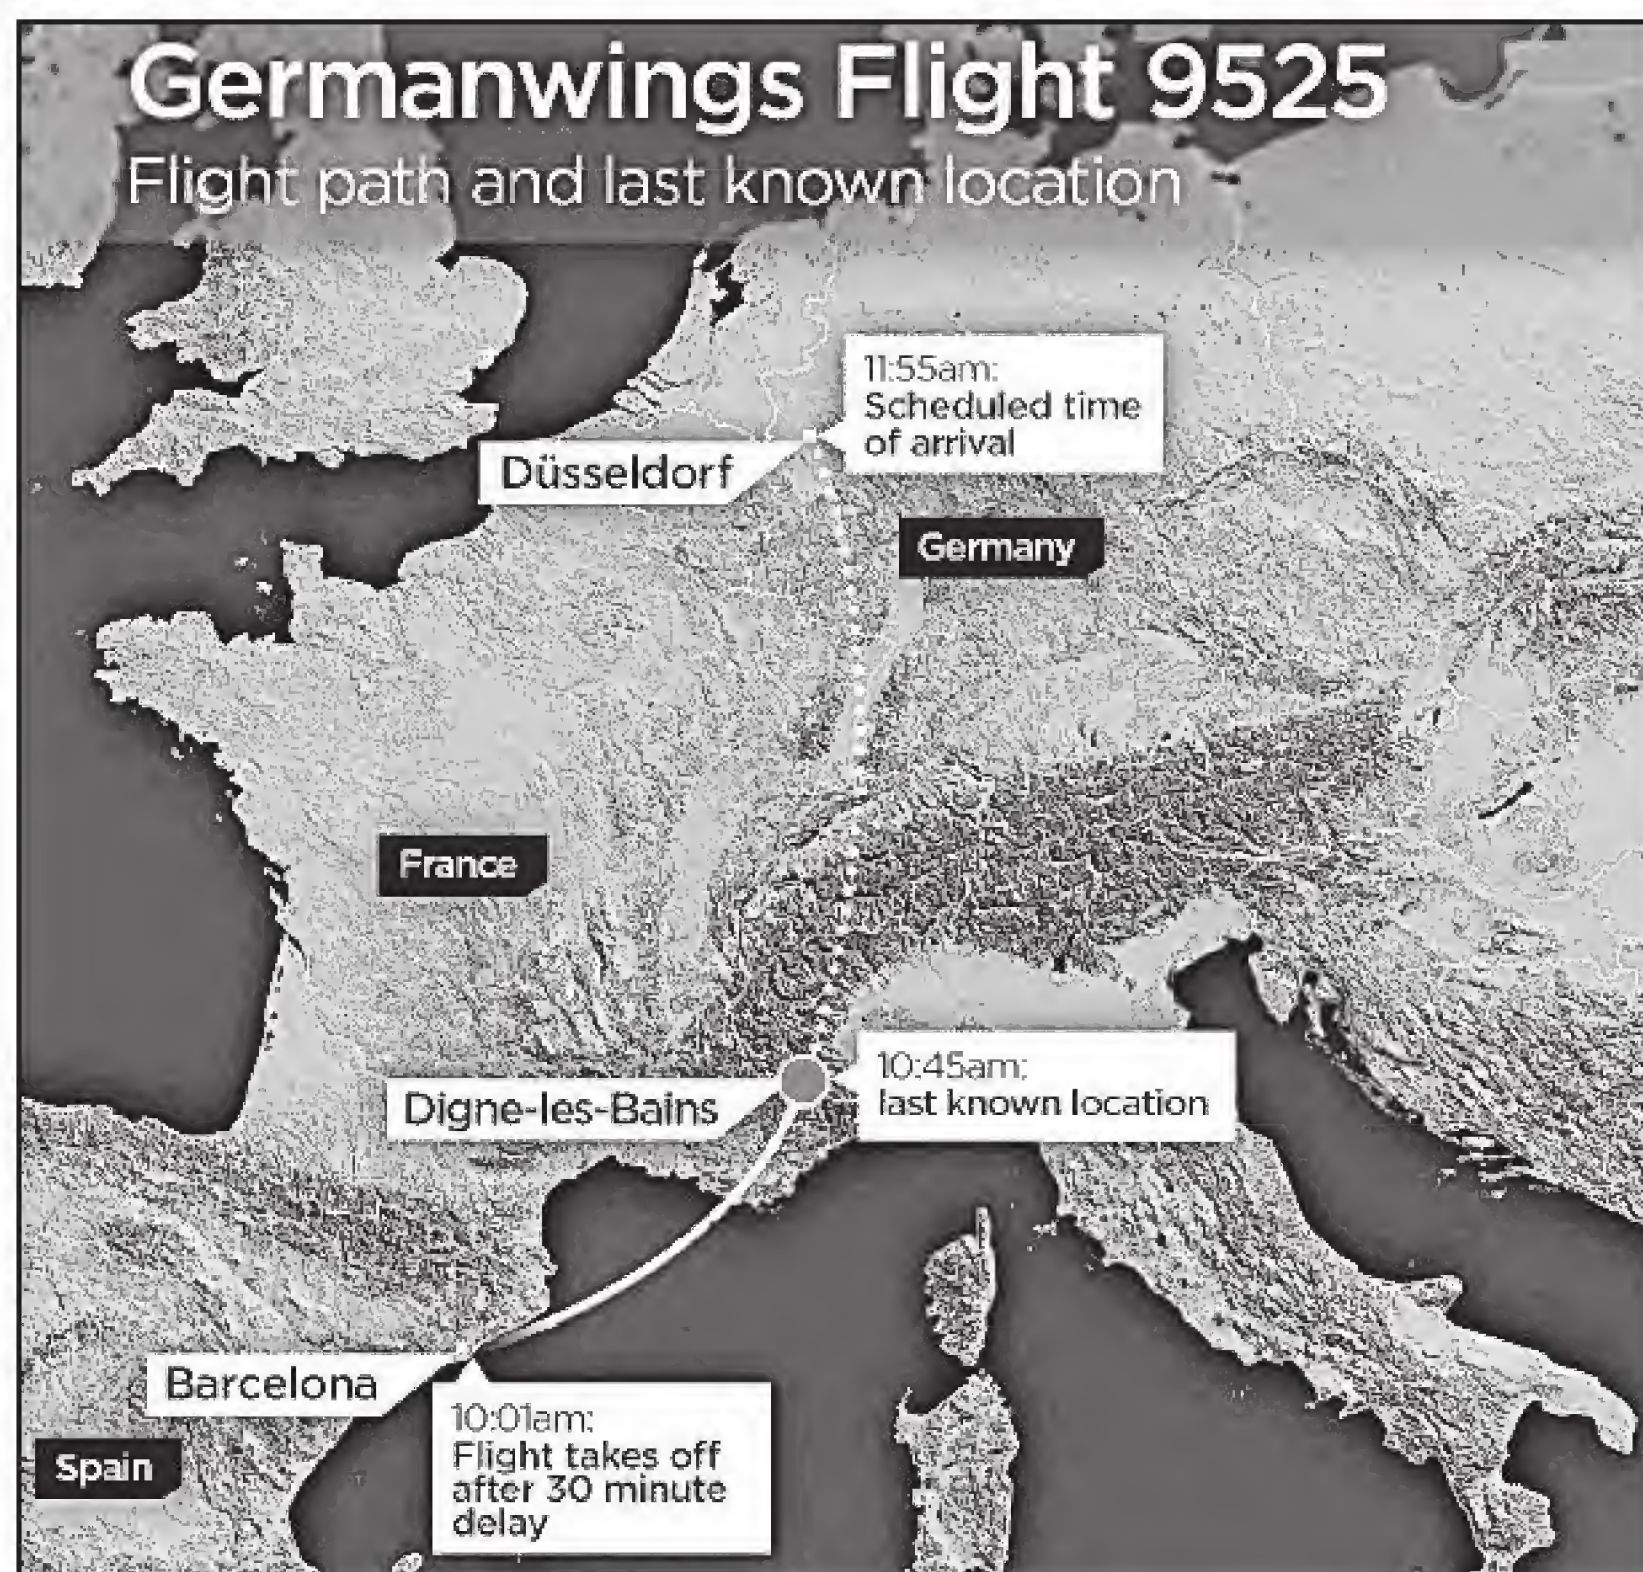 Germanwings Flight 9525
Flight path and last known location
11:55am:
Scheduled time
of arrival
Düsseldorf
Germany
France
10:45am:
last known location
Digne-les-Bains
Barcelona
10:01am:
Flight takes off
after 30 minute
delay
Spain